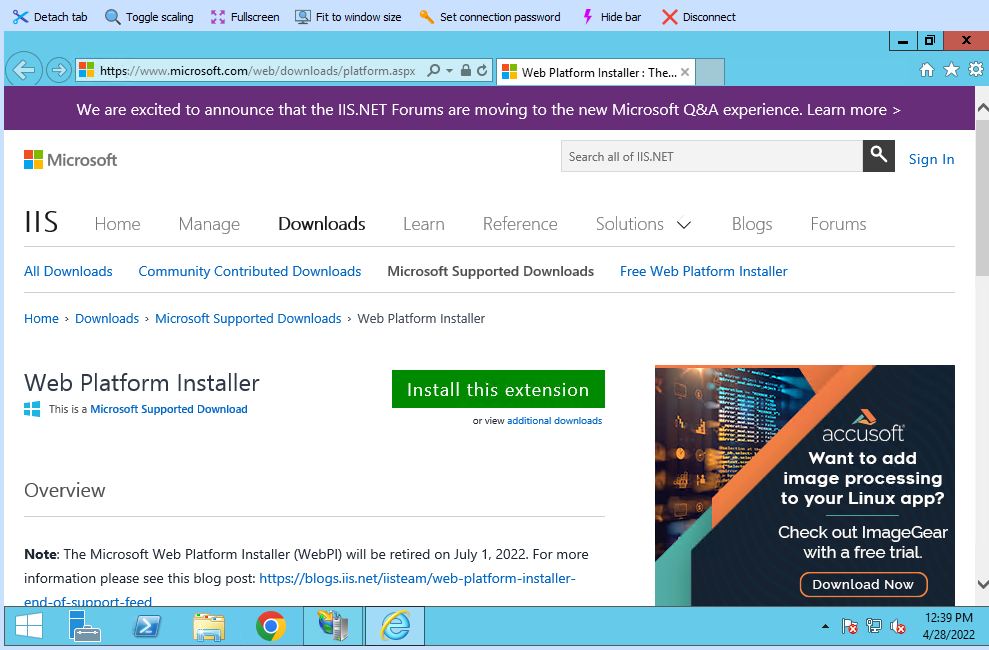 Detach tab Toggle scaling Fullscreen Fit to window size Set connection password Hide bar Disconnect
https://www.microsoft.com/web/downloads/platform.aspx Web Platform Installer : The...
We are excited to announce that the IIS.NET Forums are moving to the new Microsoft Q&A experience. Learn more >
Microsoft Search all of IIS.NET Sign In
IIS Home Manage Downloads Learn Reference Solutions Blogs Forums
All Downloads Community Contributed Downloads Microsoft Supported Downloads Free Web Platform Installer
Home › Downloads › Microsoft Supported Downloads › Web Platform Installer
Web Platform Installer
This is a Microsoft Supported Download
Install this extension
or view additional downloads
Overview
Note: The Microsoft Web Platform Installer (WebPI) will be retired on July 1, 2022. For more
information please see this blog post: https://blogs.iis.net/iisteam/web-platform-installer-
end-of-support-feed
accusoft
Want to add
image processing
to your Linux app?
Check out ImageGear
with a free trial.
Download Now
12:39 PM
4/28/2022